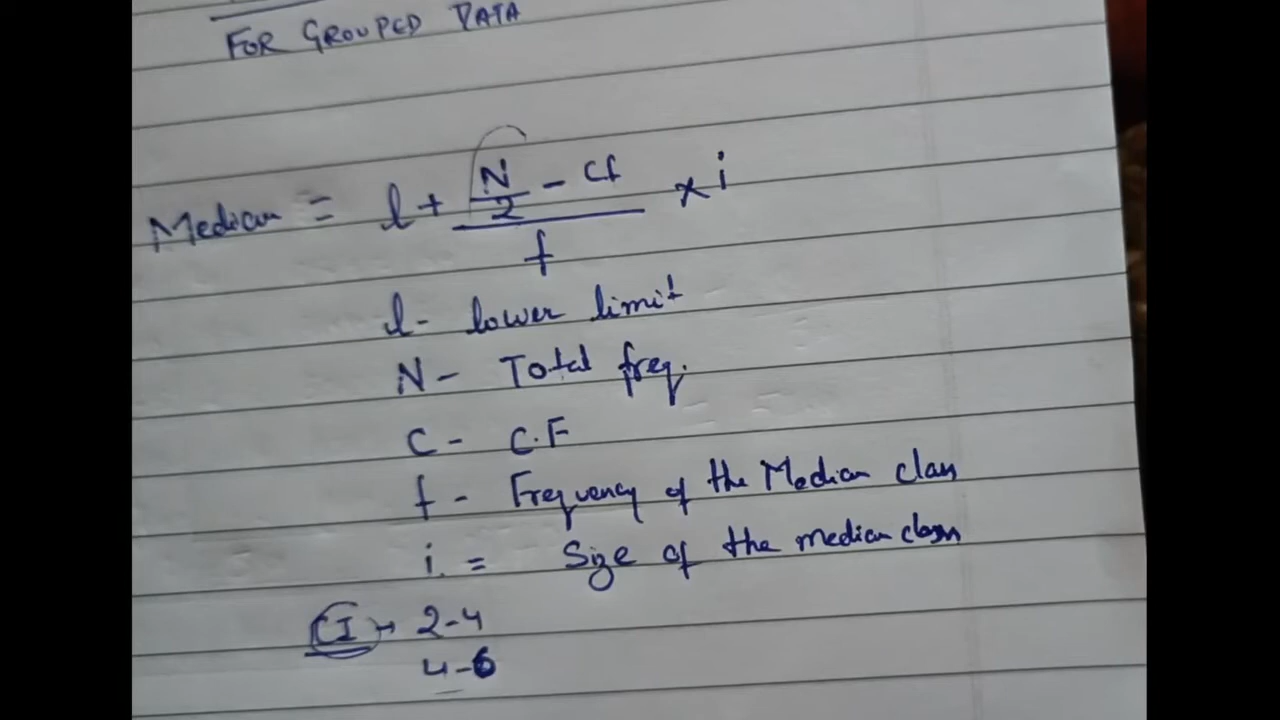 FOR GROUPED DATA
Median = l + (N/2 - cf)/f × i
l - lower limit
N - Total freq.
C - C.F
f - Frequency of the Median class
i = Size of the median class
CI → 2-4
4-6